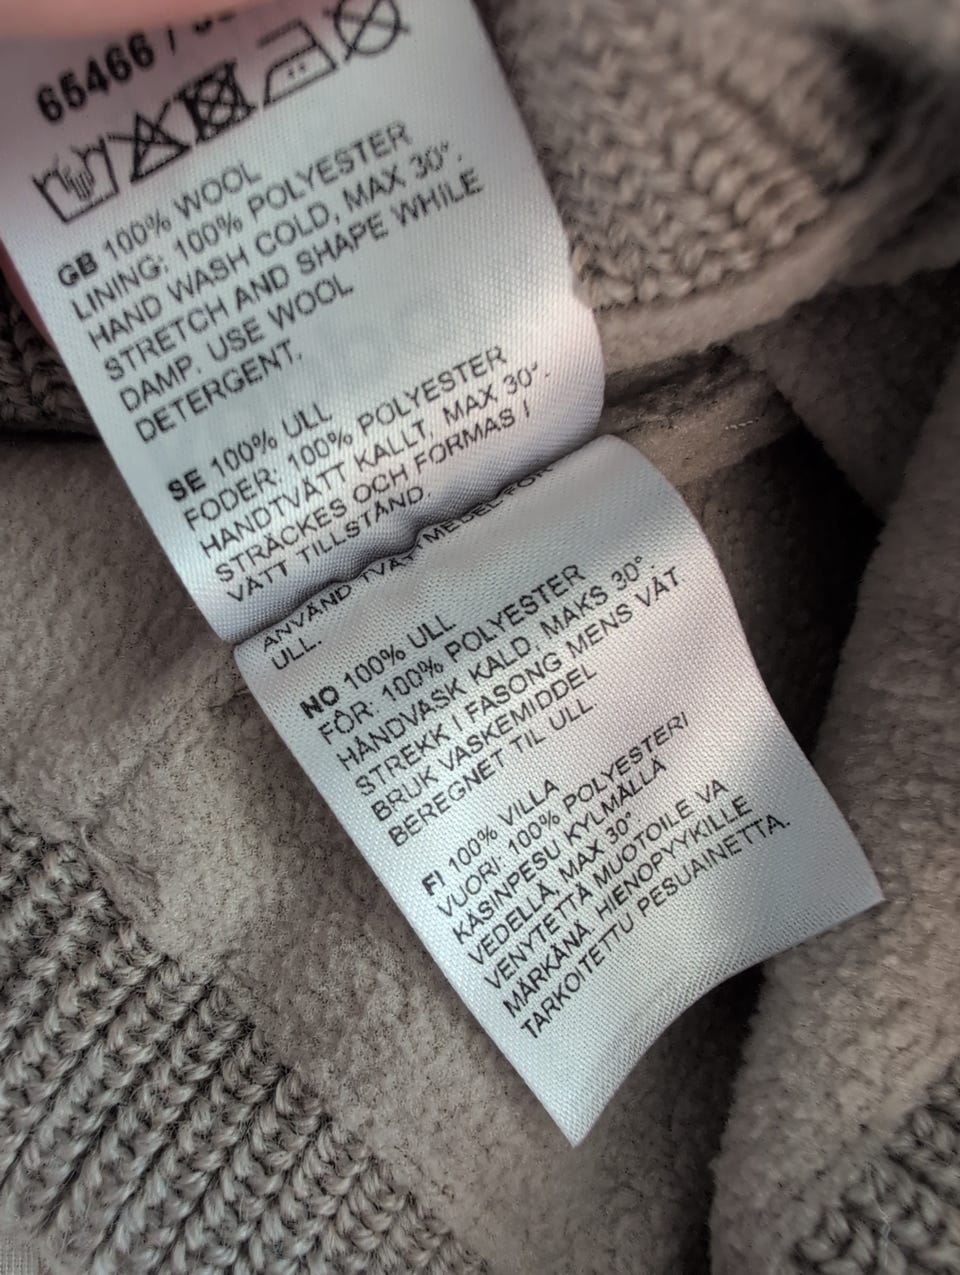 65466 /
GB 100% WOOL
LINING: 100% POLYESTER
HAND WASH COLD, MAX 30°.
STRETCH AND SHAPE WHILE
DAMP. USE WOOL
DETERGENT.
SE 100% ULL
FODER: 100% POLYESTER
HANDTVÄTT KALLT, MAX 30°.
STRÄCKES OCH FORMAS I
VÅTT TILLSTÅND.
ANVÄND
ULL.
NO 100% ULL
FÔR: 100% POLYESTER
HÅNDVASK KALD, MAKS 30°.
STREKK I FASONG MENS VÅT
BRUK VASKEMIDDEL
BEREGNET TIL ULL
FI 100% VILLA
VUORI: 100% POLYESTERI
KÄSINPESU KYLMÄLLÄ
VEDELLÄ, MAX 30°
VENYTETTÄ MUOTOILE VA
MÄRKÄNÄ HIENOPYYKILLE
TARKOITETTU PESUAINETTA.